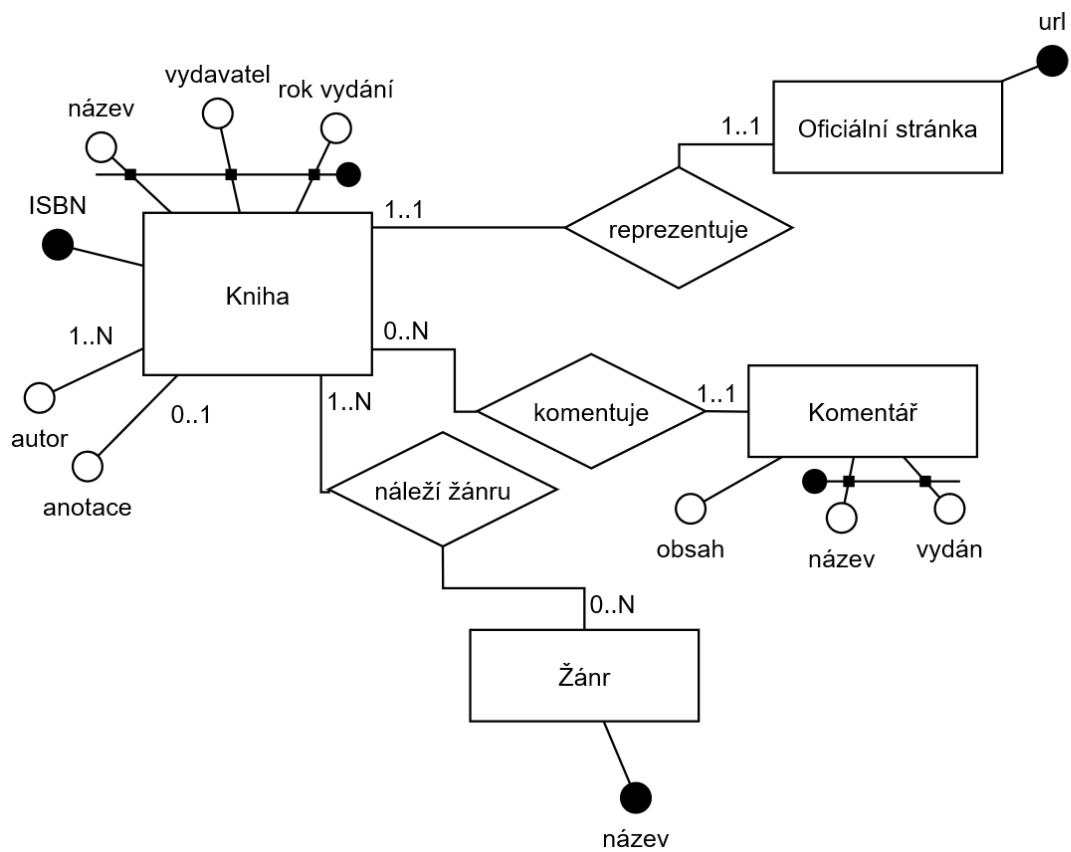 url
vydavatel
rok vydání
název
1..1
Oficiální stránka
ISBN
1..1
reprezentuje
Kniha
1..N
0..N
0..1
1..N
komentuje
1..1
Komentář
autor
anotace
náleží žánru
obsah
název
vydán
0..N
Žánr
název